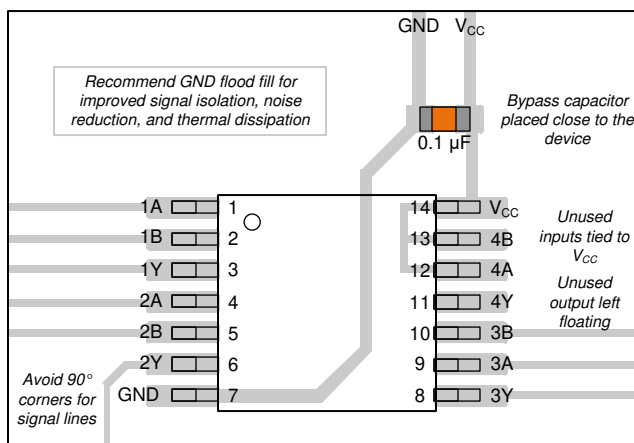 GND VCC
Recommend GND flood fill for
improved signal isolation, noise
reduction, and thermal dissipation
Bypass capacitor
placed close to the
device
0.1 µF
1A 1 14 VCC
1B 2 13 4B
1Y 3 12 4A
2A 4 11 4Y
2B 5 10 3B
2Y 6 9 3A
GND 7 8 3Y
Unused
inputs tied to
VCC
Unused
output left
floating
Avoid 90°
corners for
signal lines